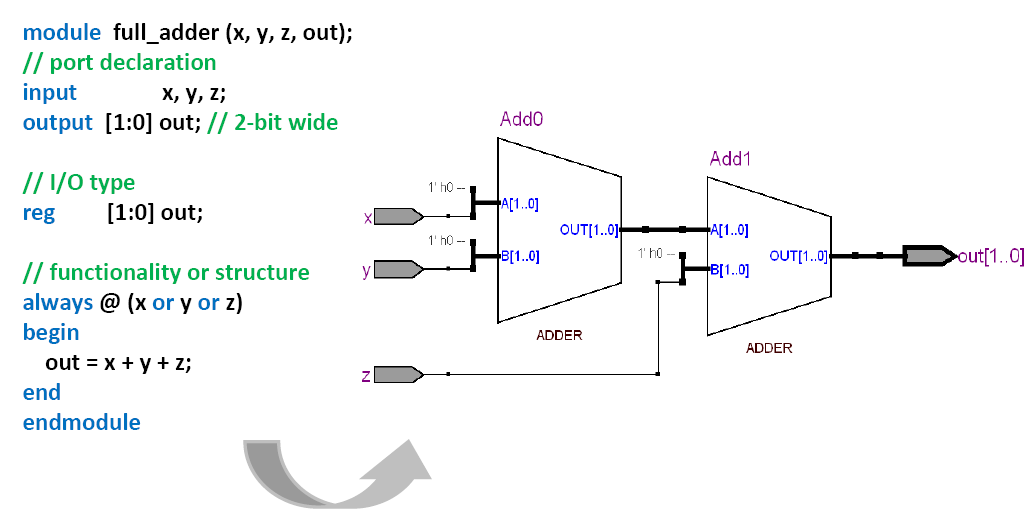 module full_adder (x, y, z, out);
// port declaration
input x, y, z;
output [1:0] out; // 2-bit wide
// I/O type
reg [1:0] out;
// functionality or structure
always @ (x or y or z)
begin
out = x + y + z;
end
endmodule
Add0
1' h0 --
A[1..0]
x
OUT[1..0]
1' h0 --
B[1..0]
y
ADDER
z
Add1
A[1..0]
1' h0 --
B[1..0]
OUT[1..0]
out[1..0]
ADDER